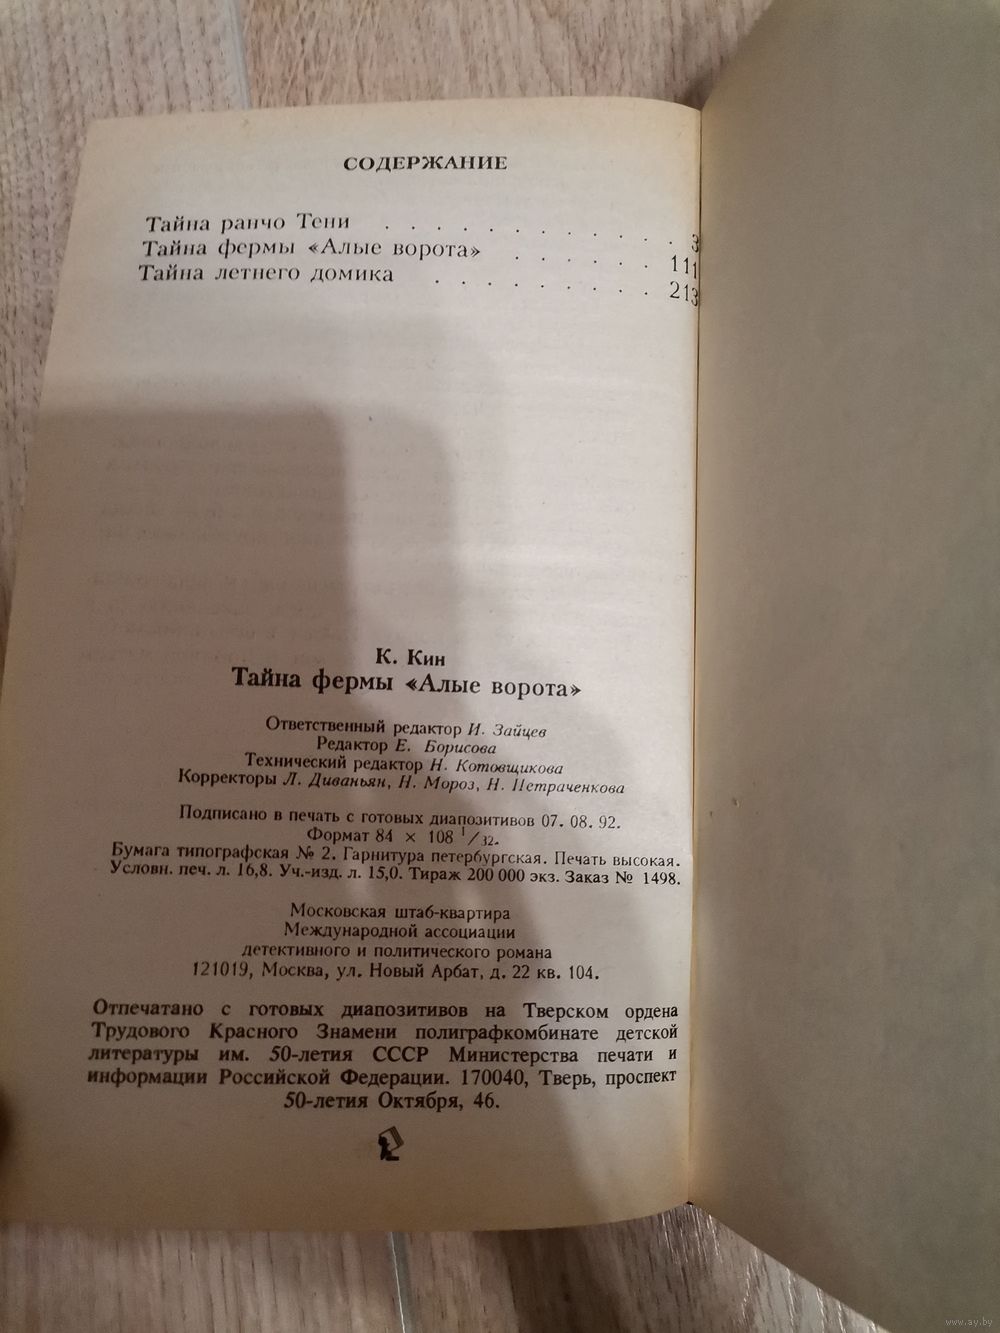 СОДЕРЖАНИЕ
Тайна ранчо Тени . . . . . . . . . . . . 3
Тайна фермы «Алые ворота» . . . . . . 111
Тайна летнего домика . . . . . . . . . 213
К. Кин
Тайна фермы «Алые ворота»
Ответственный редактор И. Зайцев
Редактор Е. Борисова
Технический редактор Н. Котовщикова
Корректоры Л. Диваньян, Н. Мороз, Н. Петраченкова
Подписано в печать с готовых диапозитивов 07. 08. 92.
Формат 84 × 108 1/32.
Бумага типографская № 2. Гарнитура петербургская. Печать высокая.
Условн. печ. л. 16,8. Уч.-изд. л. 15,0. Тираж 200 000 экз. Заказ № 1498.
Московская штаб-квартира
Международной ассоциации
детективного и политического романа
121019, Москва, ул. Новый Арбат, д. 22 кв. 104.
Отпечатано с готовых диапозитивов на Тверском ордена
Трудового Красного Знамени полиграфкомбинате детской
литературы им. 50-летия СССР Министерства печати и
информации Российской Федерации. 170040, Тверь, проспект
50-летия Октября, 46.
www.ay.by